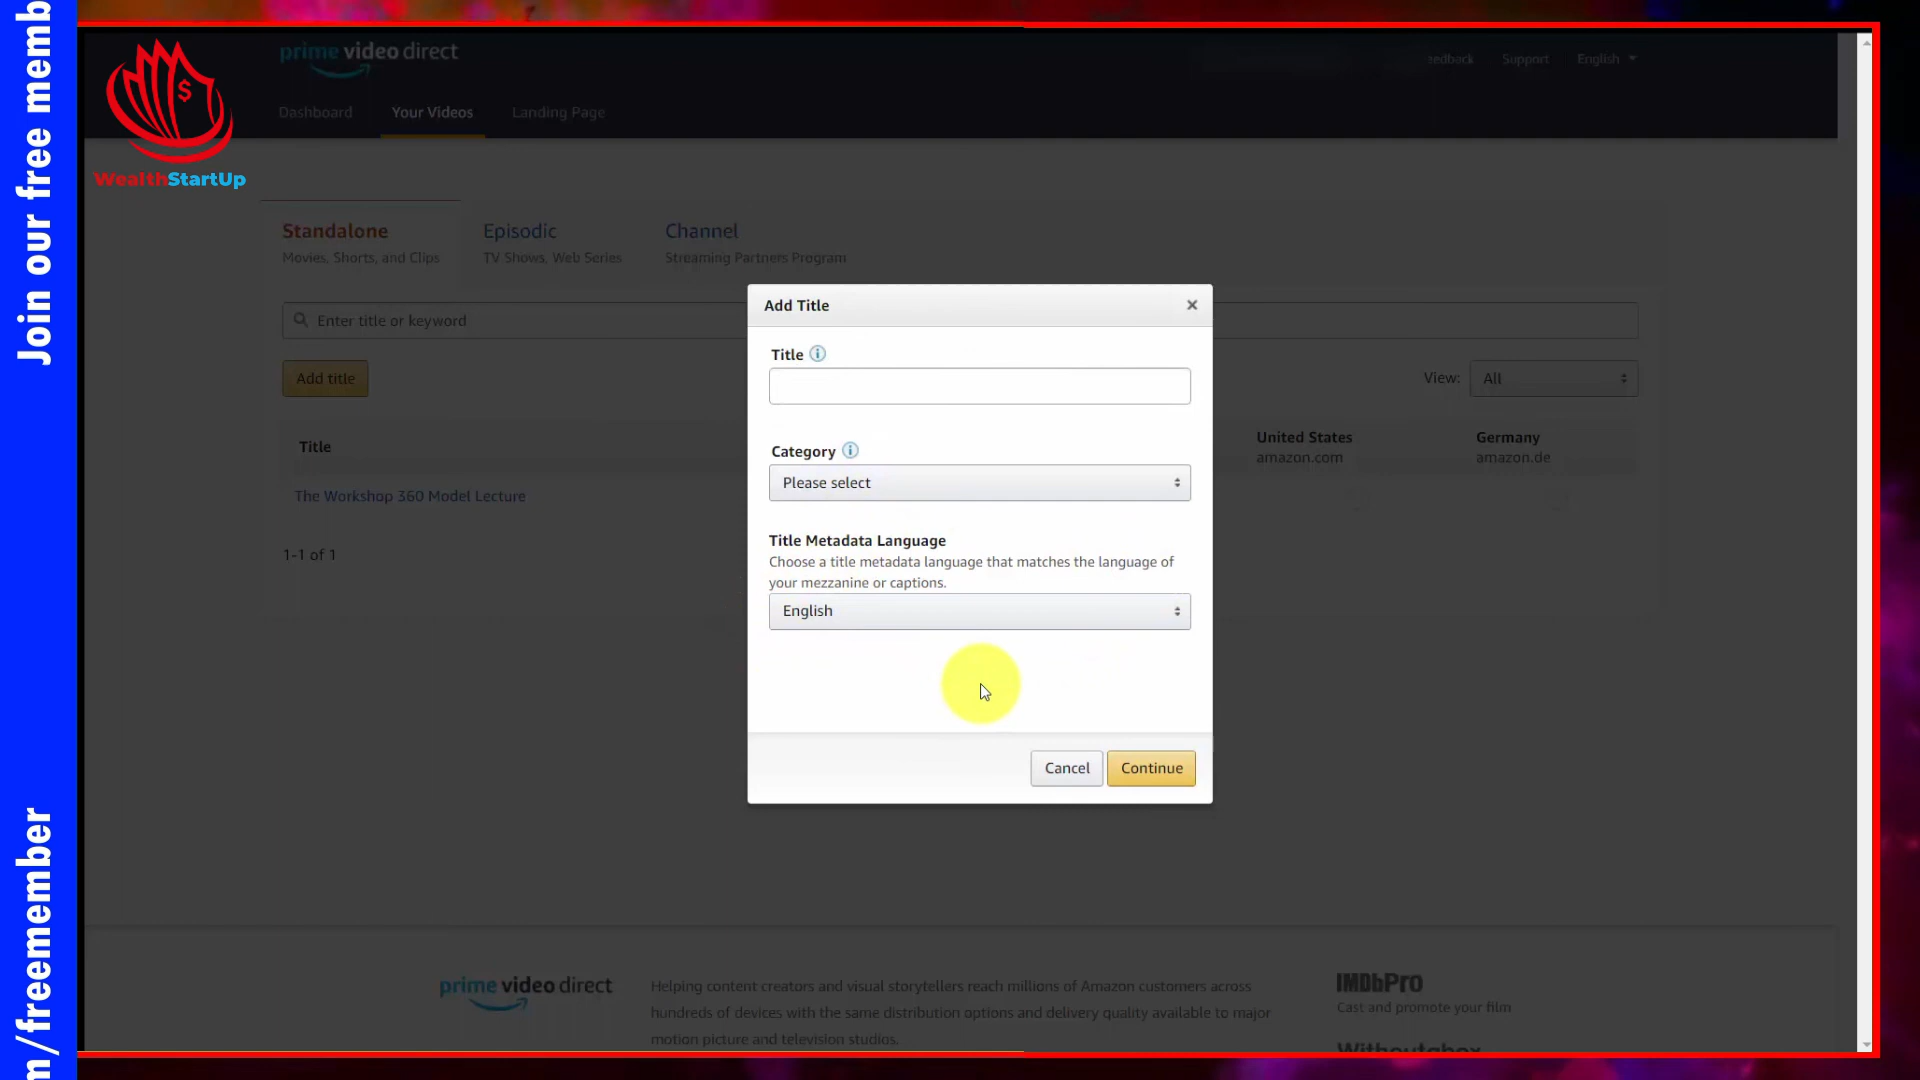 Join our free memb
m/freemember
$
WealthStartUp
prime video direct
edback
Support
English
Dashboard
Your Videos
Landing Page
Standalone
Movies, Shorts, and Clips
Episodic
TV Shows, Web Series
Channel
Streaming Partners Program
Enter title or keyword
Add title
View:
All
Title
United States
amazon.com
Germany
amazon.de
The Workshop 360 Model Lecture
1-1 of 1
Add Title
Title
Category
Please select
Title Metadata Language
Choose a title metadata language that matches the language of
your mezzanine or captions.
English
Cancel
Continue
prime video direct
Helping content creators and visual storytellers reach millions of Amazon customers across
hundreds of devices with the same distribution options and delivery quality available to major
motion picture and television studios.
IMDbPro
Cast and promote your film
Withoutabox